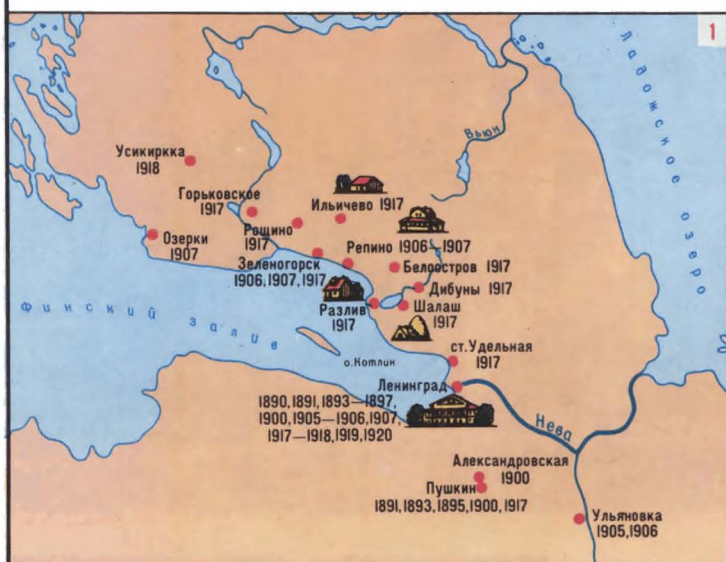 1
Ладожское озеро
Вьюн
Усикиркка
1918
Горьковское
1917
Ильичево 1917
Рощино
1917
Озерки
1907
Репино 1906—1907
Зеленогорск
1906,1907,1917
Белоостров 1917
Дибуны 1917
Разлив
1917
Шалаш
1917
Финский залив
о.Котлин
ст.Удельная
1917
Ленинград
1890,1891,1893—1897,
1900,1905—1906,1907,
1917—1918,1919,1920
Нева
Александровская
1900
Пушкин
1891,1893,1895,1900,1917
Ульяновка
1905,1906